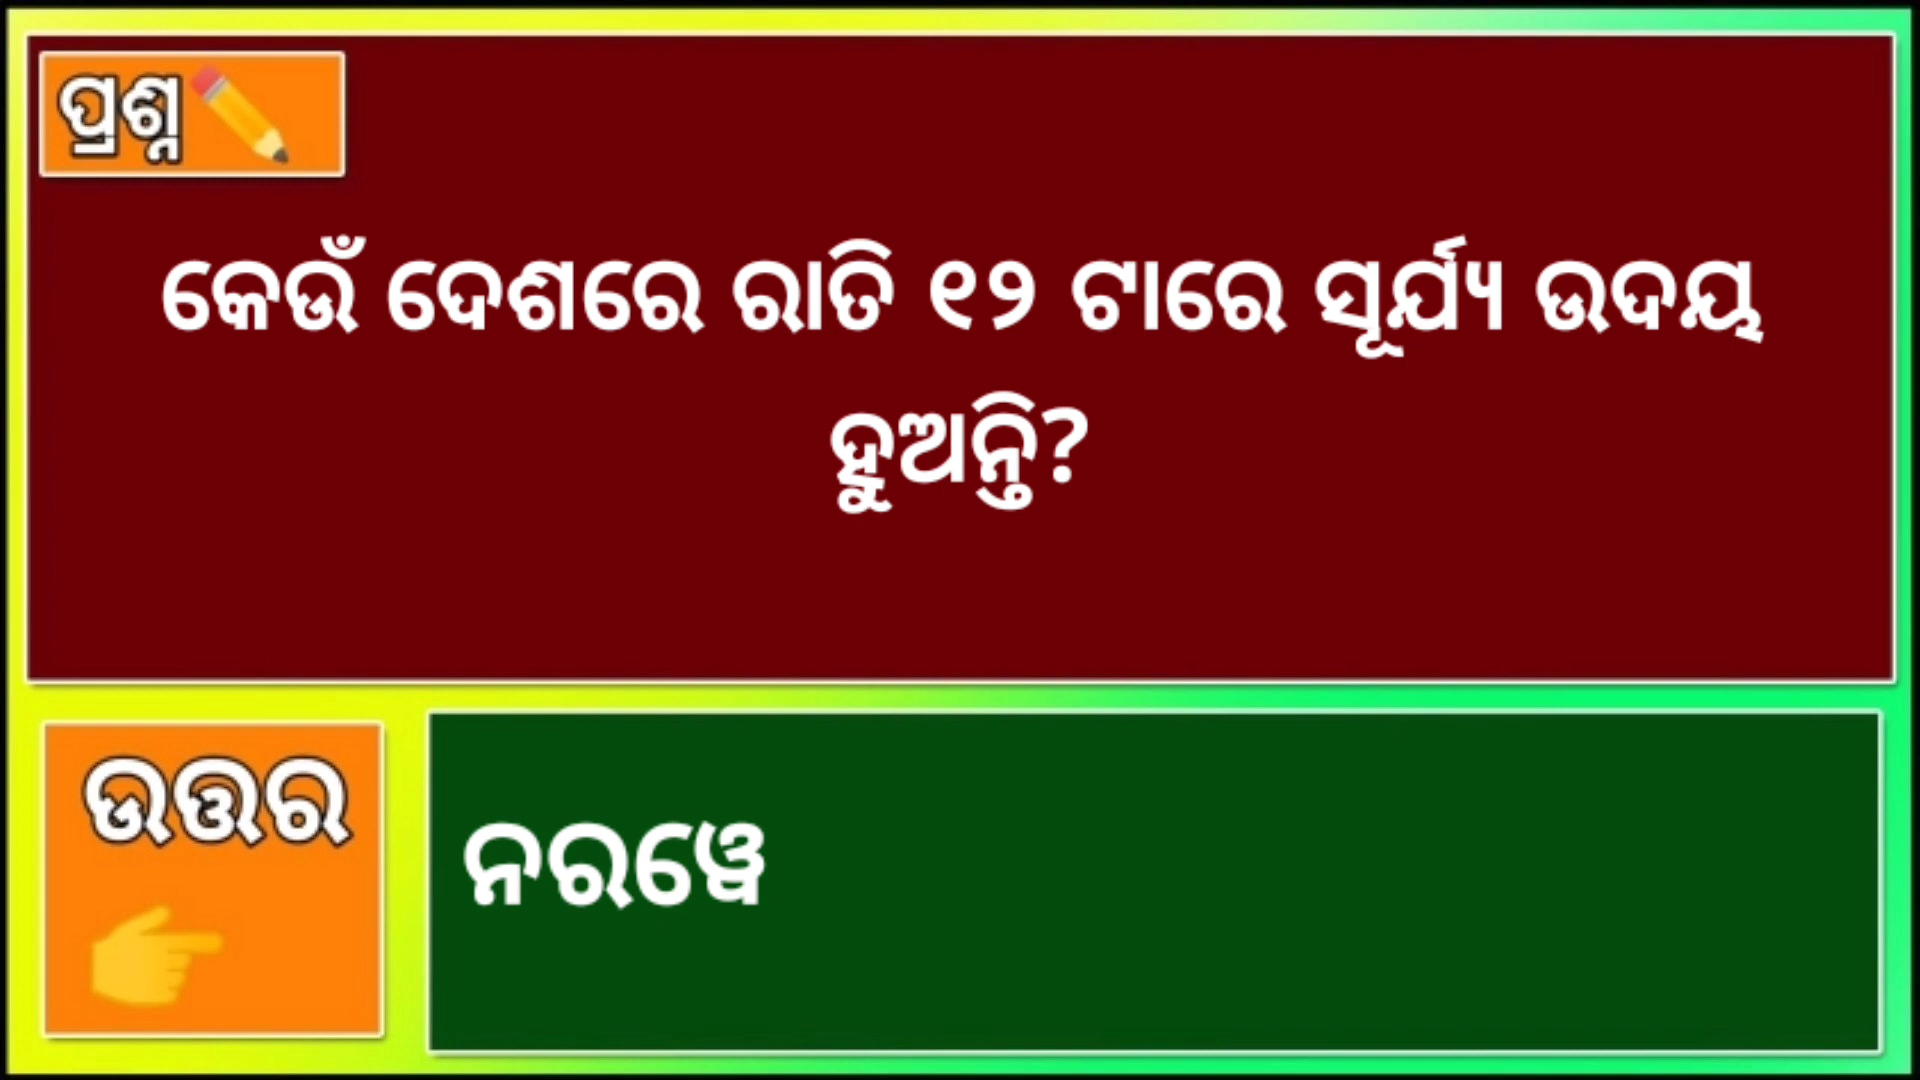 ପ୍ରଶ୍ନ
କେଉଁ ଦେଶରେ ରାତି ୧୨ ଟାରେ ସୂର୍ଯ୍ୟ ଉଦୟ
ହୁଅନ୍ତି?
ଉତ୍ତର
ନରୱେ